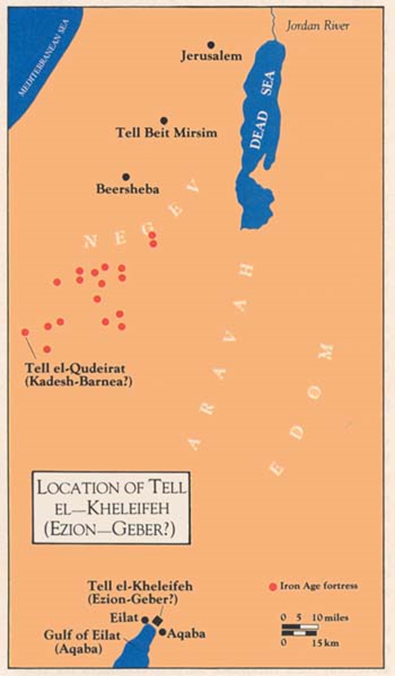 Jordan River
MEDITERRANEAN SEA
Jerusalem
DEAD SEA
Tell Beit Mirsim
Beersheba
NEGEV
ARAVAH
EDOM
Tell el-Qudeirat
(Kadesh-Barnea?)
LOCATION OF TELL
EL—KHELEIFEH
(EZION—GEBER?)
Tell el-Kheleifeh
(Ezion-Geber?)
Iron Age fortress
Eilat
Aqaba
Gulf of Eilat
(Aqaba)
0 5 10 miles
0 15 km